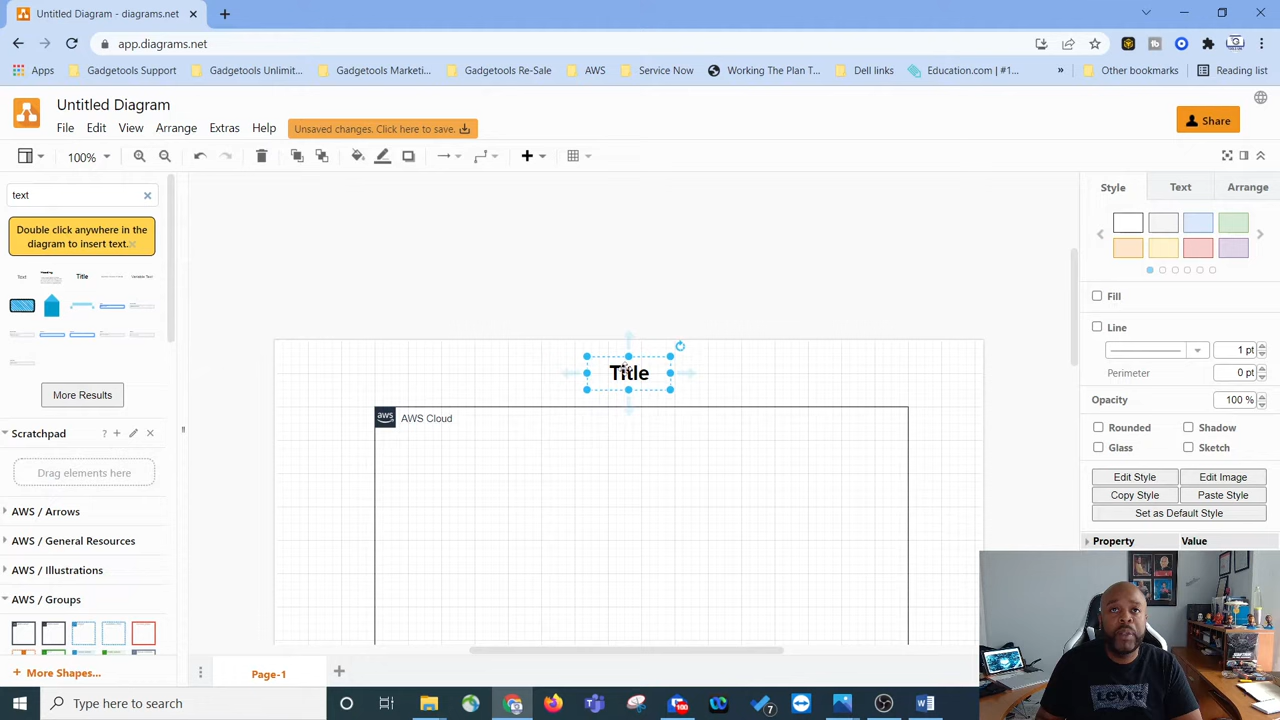 Untitled Diagram - diagrams.net
app.diagrams.net
Apps Gadgetools Support Gadgetools Unlimit... Gadgetools Marketi... Gadgetools Re-Sale AWS Service Now Working The Plan T... Dell links Education.com | #1... » Other bookmarks Reading list
Untitled Diagram
File Edit View Arrange Extras Help Unsaved changes. Click here to save. Share
100%
text
Style Text Arrange
Double click anywhere in the
diagram to insert text.
Text Heading Title
Fill
Line
1 pt
Perimeter 0 pt
Opacity 100 %
Rounded Shadow
Glass Sketch
Edit Style Edit Image
Copy Style Paste Style
Set as Default Style
Property Value
Title
aws AWS Cloud
More Results
Scratchpad ?
Drag elements here
AWS / Arrows
AWS / General Resources
AWS / Illustrations
AWS / Groups
+ More Shapes...
Page-1
LEVI'S
Type here to search
100
7